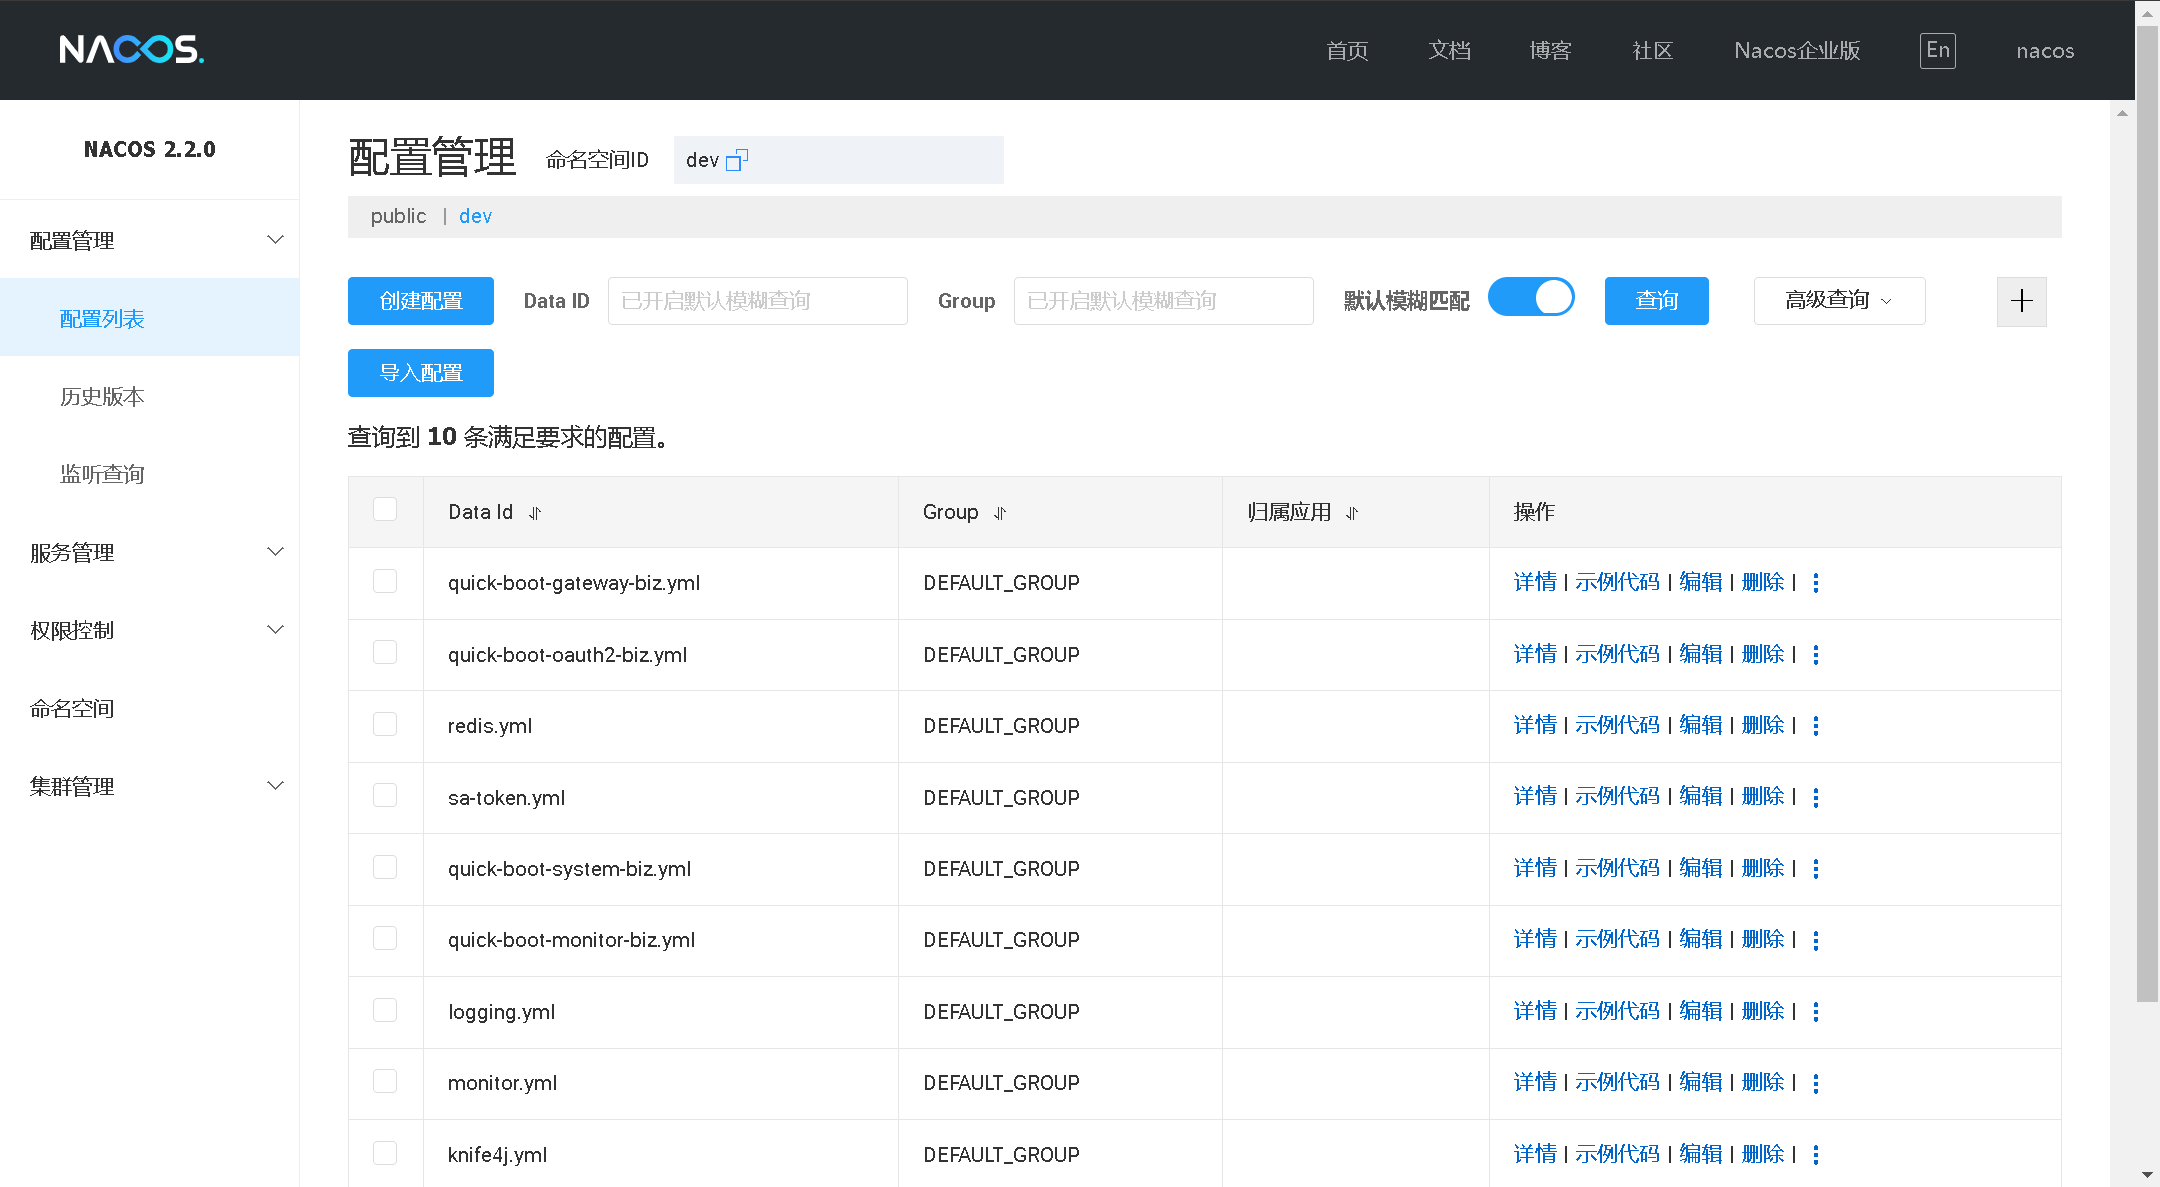 NACOS.
首页 文档 博客 社区 Nacos企业版 En nacos
NACOS 2.2.0
配置管理
配置列表
历史版本
监听查询
服务管理
权限控制
命名空间
集群管理
配置管理 命名空间ID dev
public | dev
创建配置 Data ID 已开启默认模糊查询 Group 已开启默认模糊查询 默认模糊匹配 查询 高级查询 +
导入配置
查询到 10 条满足要求的配置。
Data Id Group 归属应用 操作
quick-boot-gateway-biz.yml DEFAULT_GROUP 详情 | 示例代码 | 编辑 | 删除 |
quick-boot-oauth2-biz.yml DEFAULT_GROUP 详情 | 示例代码 | 编辑 | 删除 |
redis.yml DEFAULT_GROUP 详情 | 示例代码 | 编辑 | 删除 |
sa-token.yml DEFAULT_GROUP 详情 | 示例代码 | 编辑 | 删除 |
quick-boot-system-biz.yml DEFAULT_GROUP 详情 | 示例代码 | 编辑 | 删除 |
quick-boot-monitor-biz.yml DEFAULT_GROUP 详情 | 示例代码 | 编辑 | 删除 |
logging.yml DEFAULT_GROUP 详情 | 示例代码 | 编辑 | 删除 |
monitor.yml DEFAULT_GROUP 详情 | 示例代码 | 编辑 | 删除 |
knife4j.yml DEFAULT_GROUP 详情 | 示例代码 | 编辑 | 删除 |